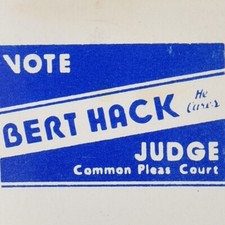 VOTE
BERT HACK
He
Cares
JUDGE
Common Pleas Court